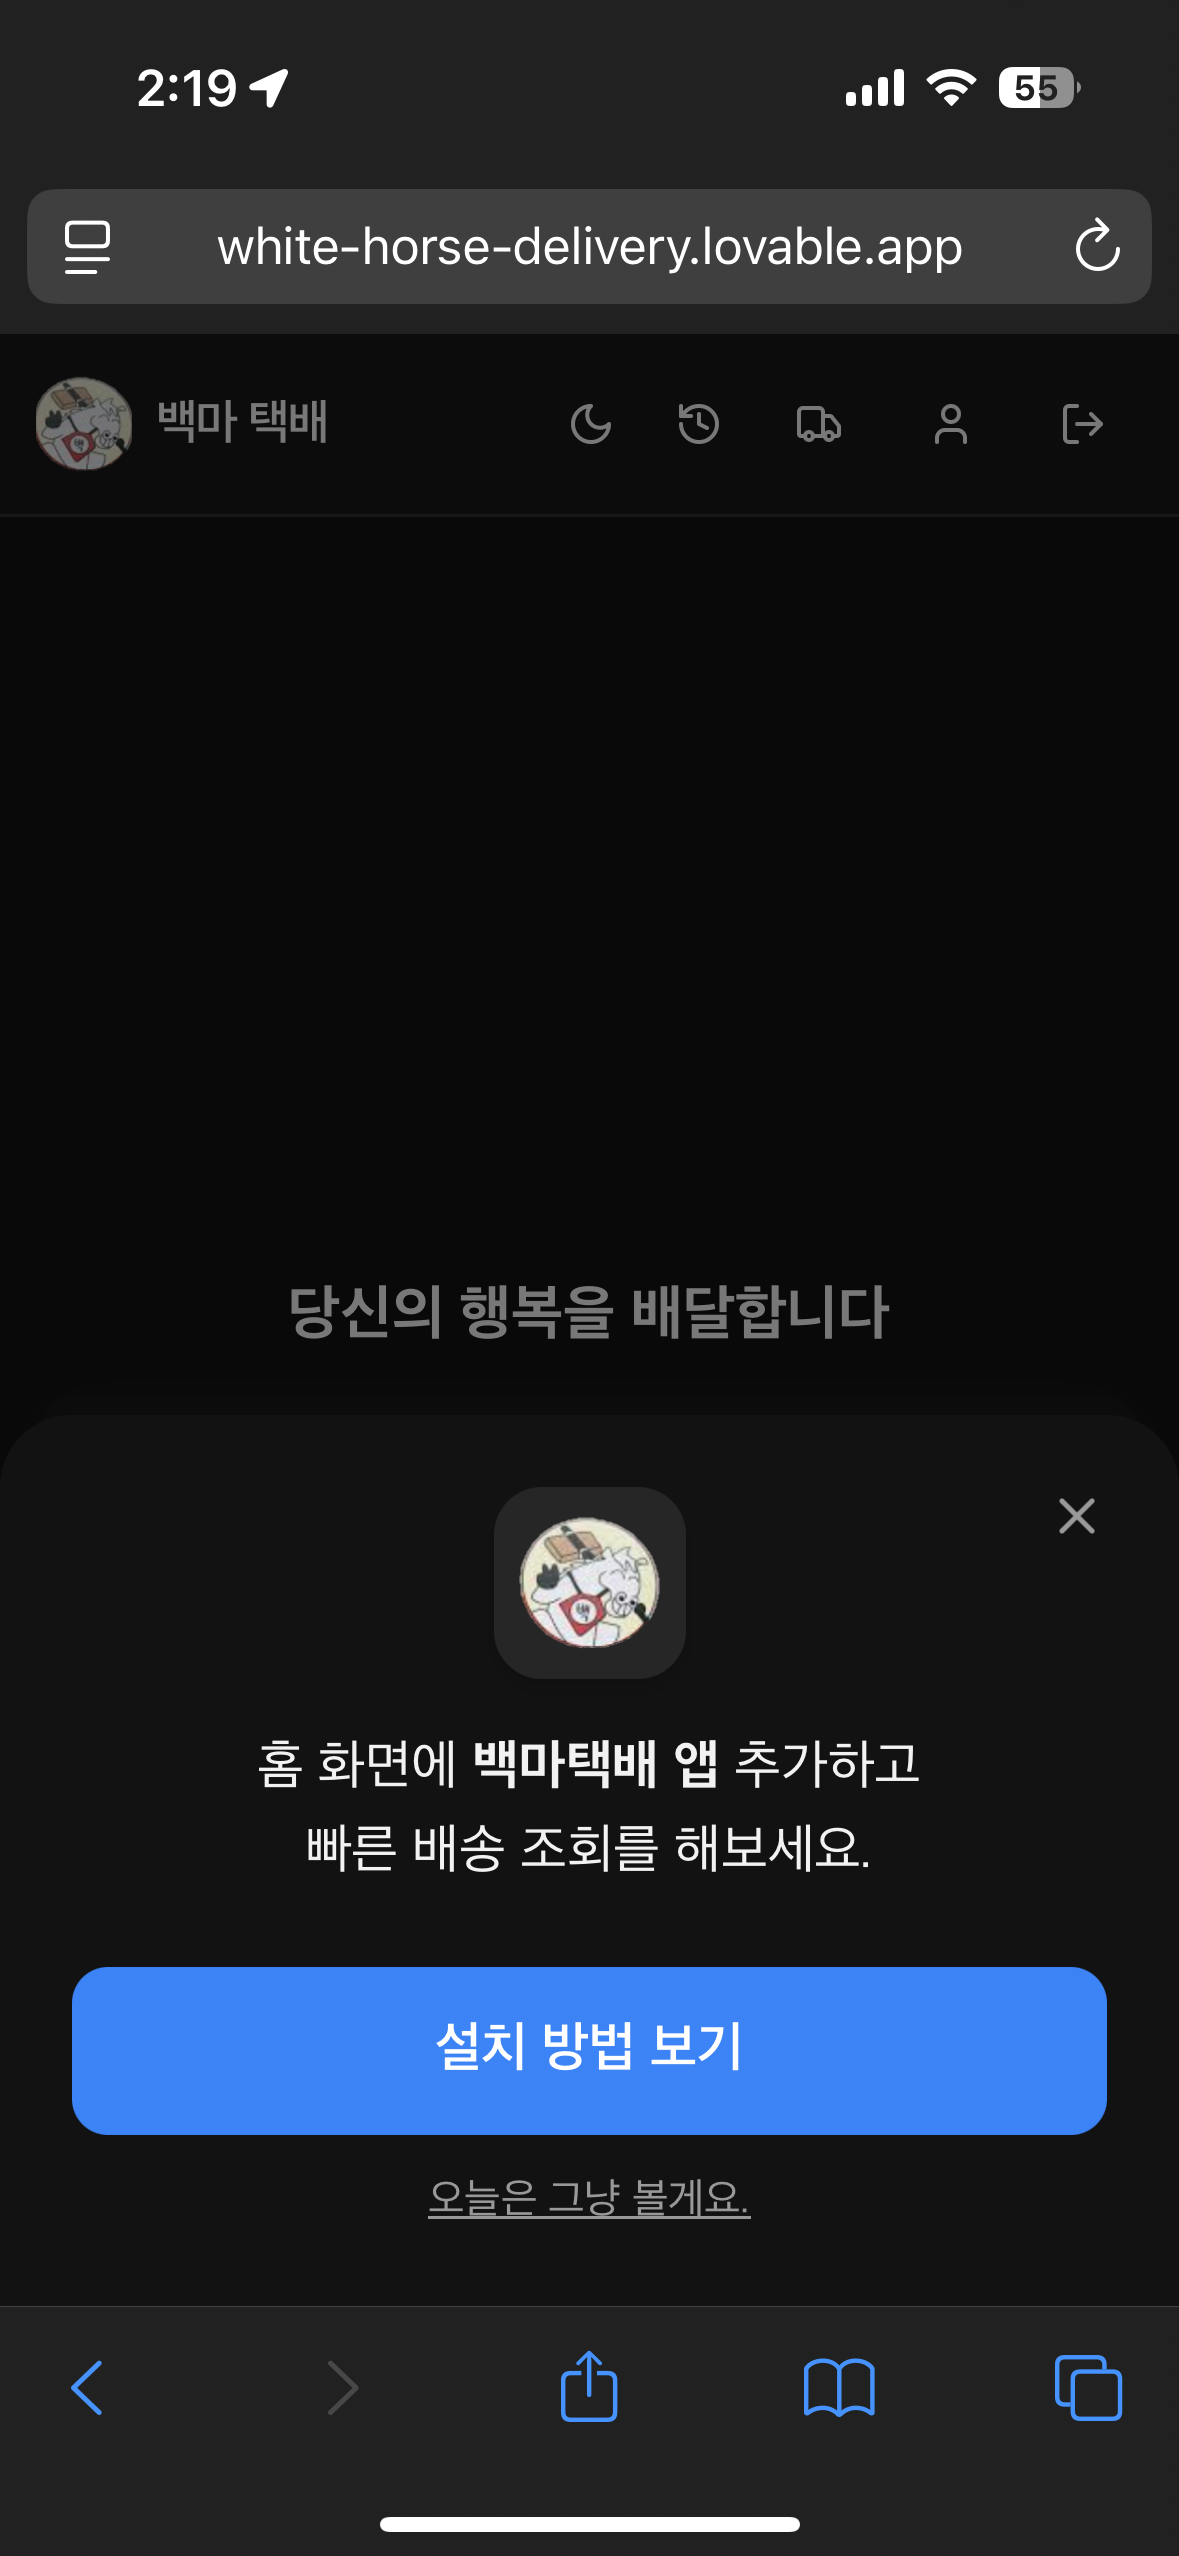 2:19
55
white-horse-delivery.lovable.app
백마 택배
당신의 행복을 배달합니다
백
홈 화면에 백마택배 앱 추가하고
빠른 배송 조회를 해보세요.
설치 방법 보기
오늘은 그냥 볼게요.